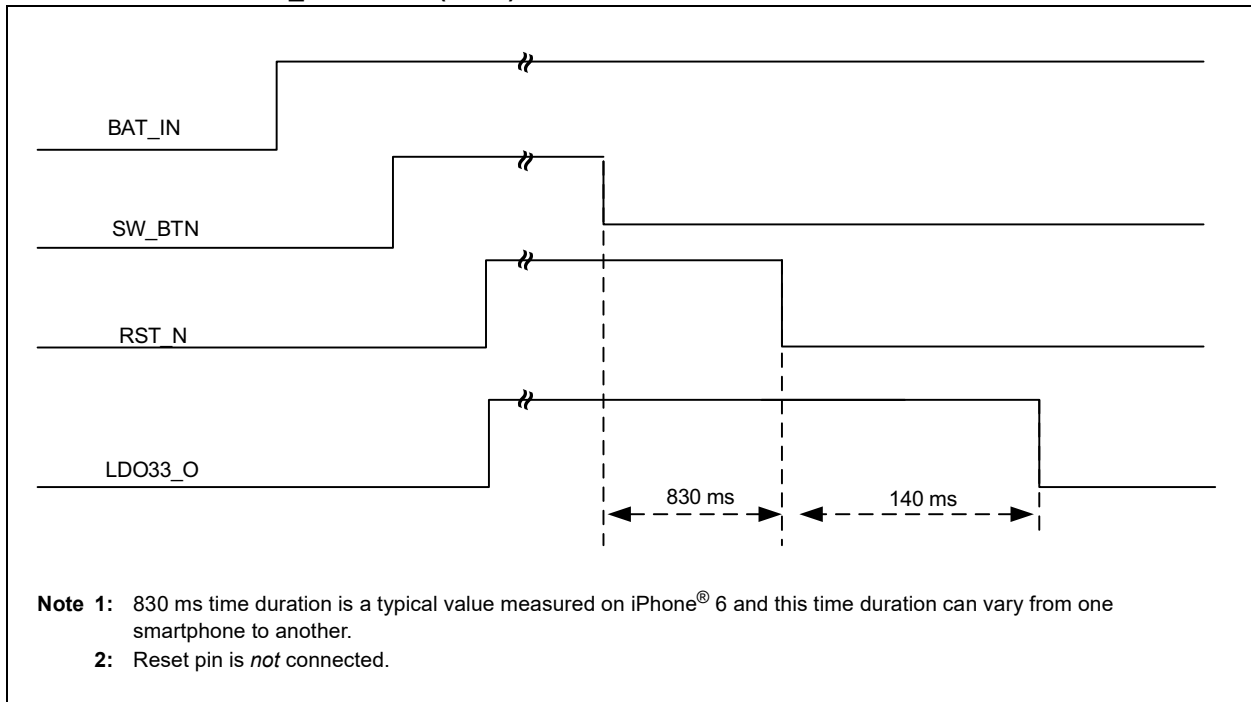 BAT_IN
SW_BTN
RST_N
LDO33_O
830 ms
140 ms
Note 1: 830 ms time duration is a typical value measured on iPhone® 6 and this time duration can vary from one
smartphone to another.
2: Reset pin is not connected.